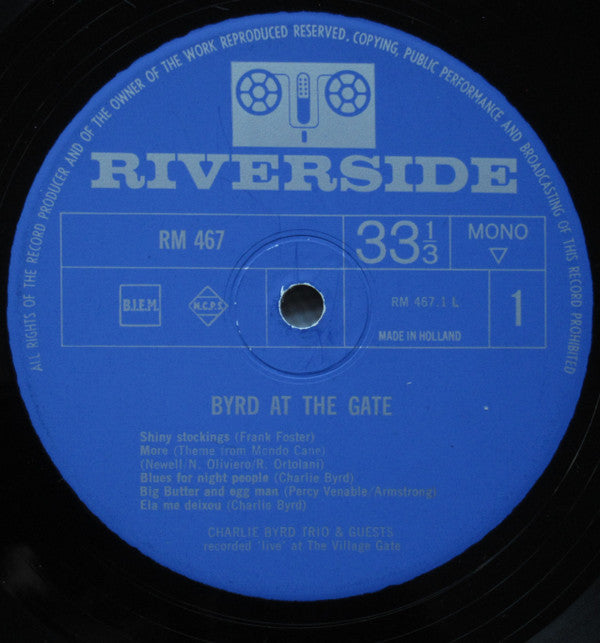 ALL RIGHTS OF THE RECORD PRODUCER AND OF THE OWNER OF THE WORK REPRODUCED RESERVED. COPYING, PUBLIC PERFORMANCE AND BROADCASTING OF THIS RECORD PROHIBITED
RIVERSIDE
RM 467
33 1/3
MONO
B.I.E.M.
M.C.P.S.
RM 467.1 L
MADE IN HOLLAND
1
BYRD AT THE GATE
Shiny stockings (Frank Foster)
More (Theme from Mondo Cane)
(Newell/N. Oliviero/R. Ortolani)
Blues for night people (Charlie Byrd)
Big Butter and egg man (Percy Venable/Armstrong)
Ela me deixou (Charlie Byrd)
CHARLIE BYRD TRIO & GUESTS
recorded 'live' at The Village Gate